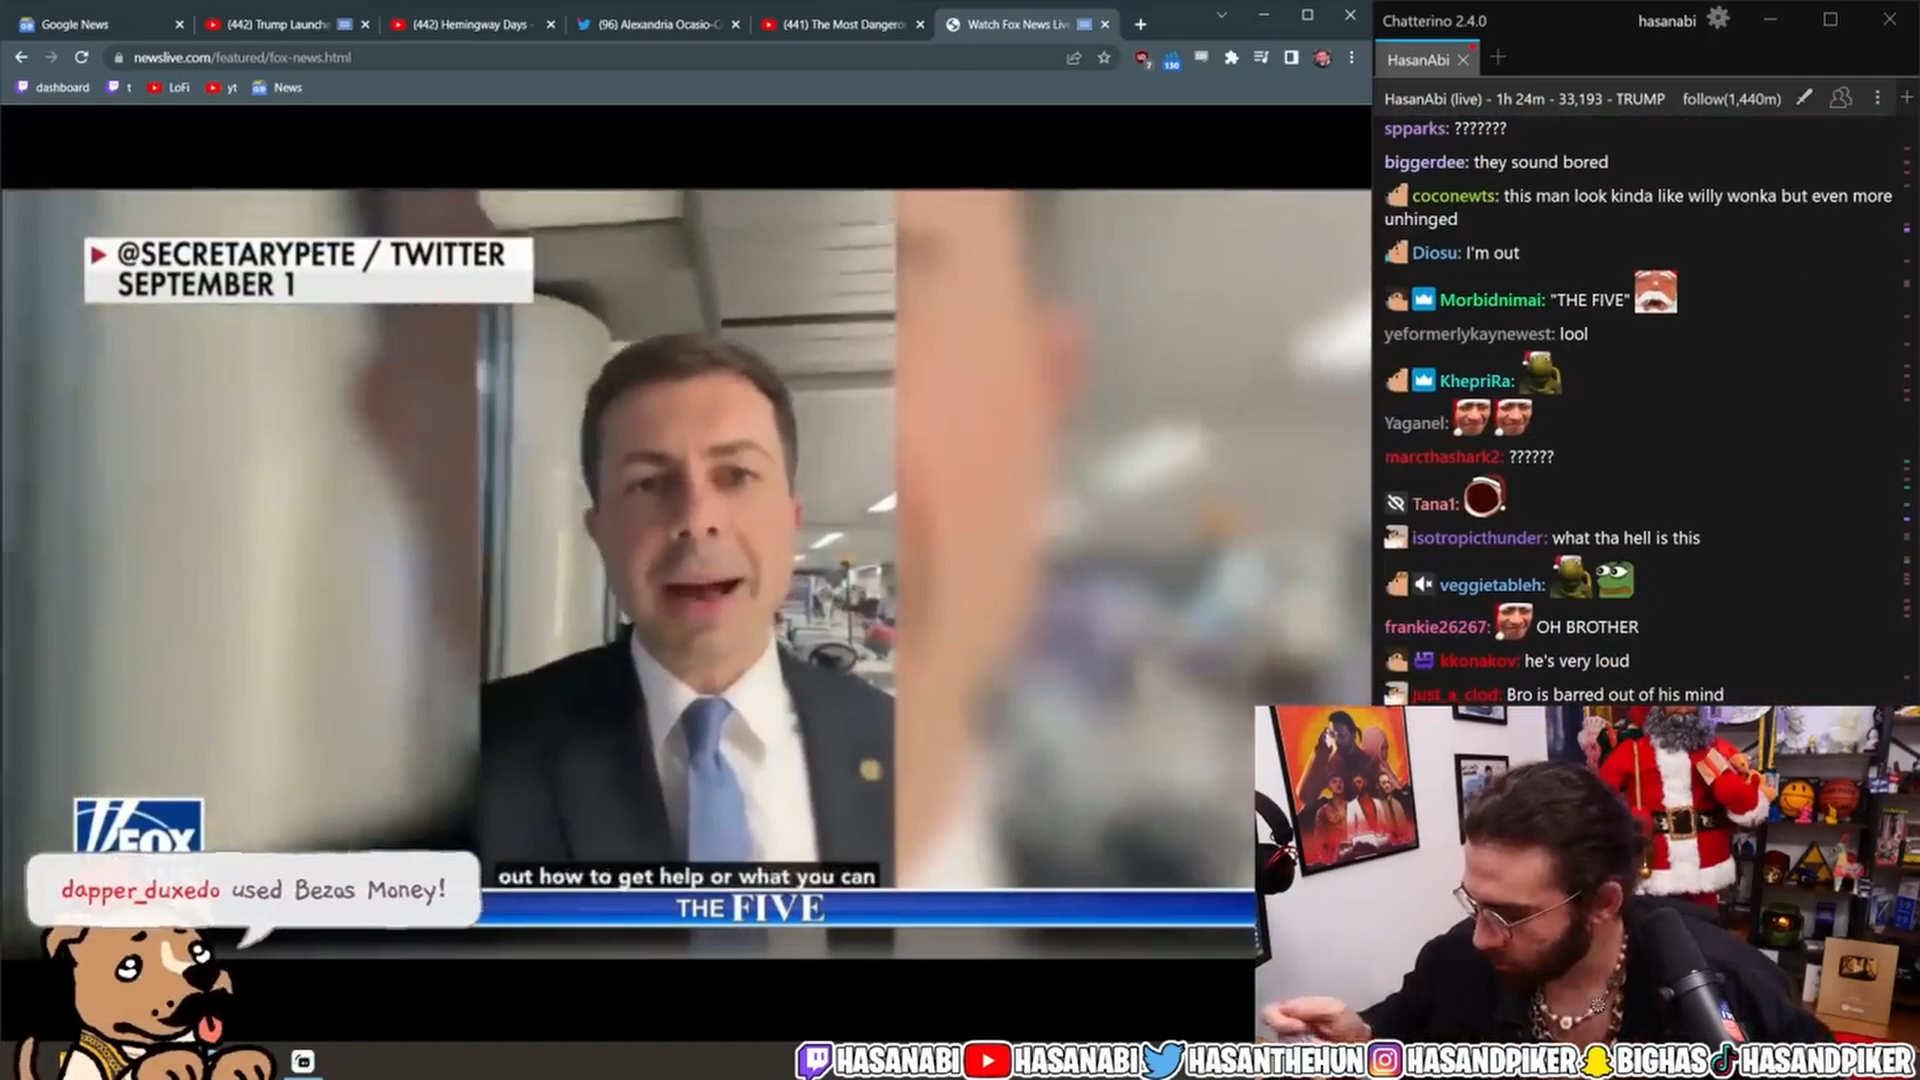 Google News
(442) Trump Launch
(442) Hemingway Days -
(96) Alexandria Ocasio-C
(441) The Most Dangero
Watch Fox News Liv
newslive.com/featured/fox-news.html
7
130
dashboard
t
LoFi
yt
News
@SECRETARYPETE / TWITTER
SEPTEMBER 1
FOX
out how to get help or what you can
THE FIVE
dapper_duxedo used Bezos Money!
Chatterino 2.4.0
hasanabi
HasanAbi
HasanAbi (live) - 1h 24m - 33,193 - TRUMP
follow(1,440m)
spparks: ???????
biggerdee: they sound bored
coconewts: this man look kinda like willy wonka but even more
unhinged
Diosu: I'm out
Morbidnimai: "THE FIVE"
yeformerlykaynewest: lool
KhepriRa:
Yaganel:
marcthashark2: ??????
Tana1:
isotropicthunder: what tha hell is this
veggietableh:
frankie26267: OH BROTHER
kkonakov: he's very loud
just_a_clod: Bro is barred out of his mind
HASANABI
HASANABI
HASANTHEHUN
HASANDPIKER
BIGHAS
HASANDPIKER